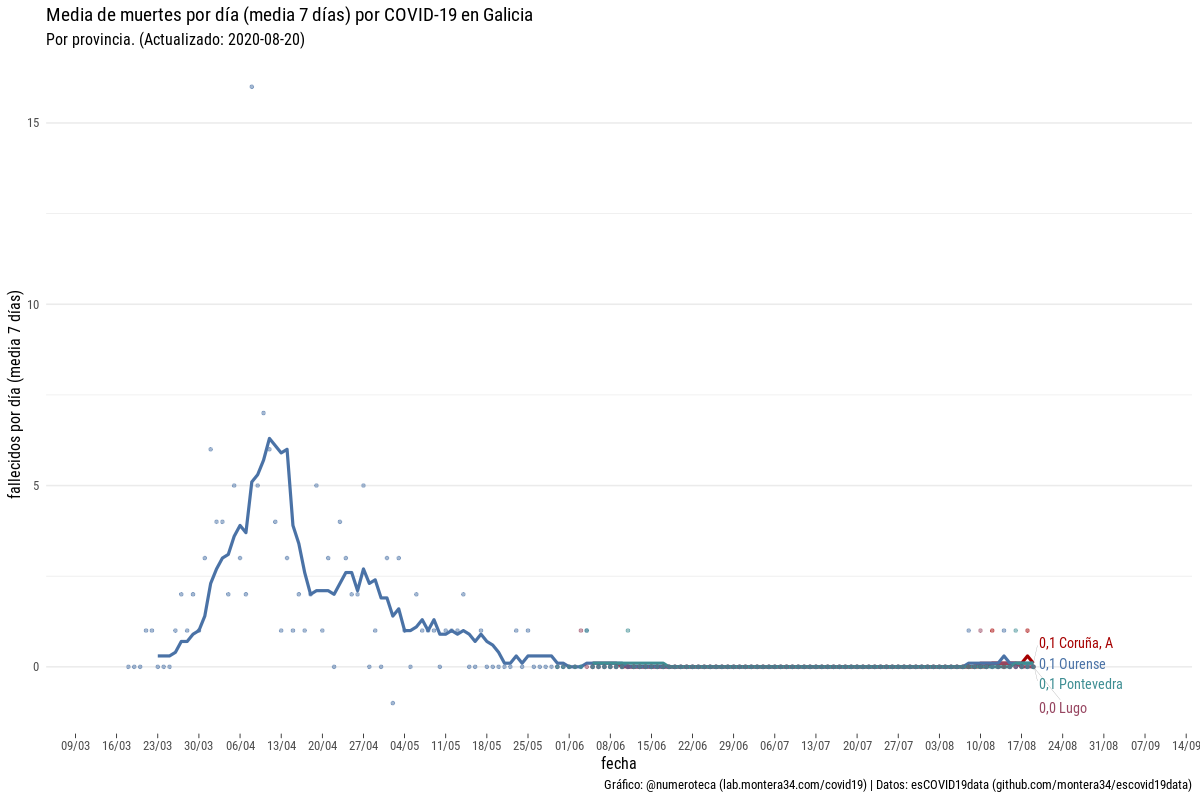 Media de muertes por día (media 7 días) por COVID-19 en Galicia
Por provincia. (Actualizado: 2020-08-20)
fallecidos por día (media 7 días)
15
10
5
0
0,1 Coruña, A
0,1 Ourense
0,1 Pontevedra
0,0 Lugo
09/03 16/03 23/03 30/03 06/04 13/04 20/04 27/04 04/05 11/05 18/05 25/05 01/06 08/06 15/06 22/06 29/06 06/07 13/07 20/07 27/07 03/08 10/08 17/08 24/08 31/08 07/09 14/09
fecha
Gráfico: @numeroteca (lab.montera34.com/covid19) | Datos: esCOVID19data (github.com/montera34/escovid19data)